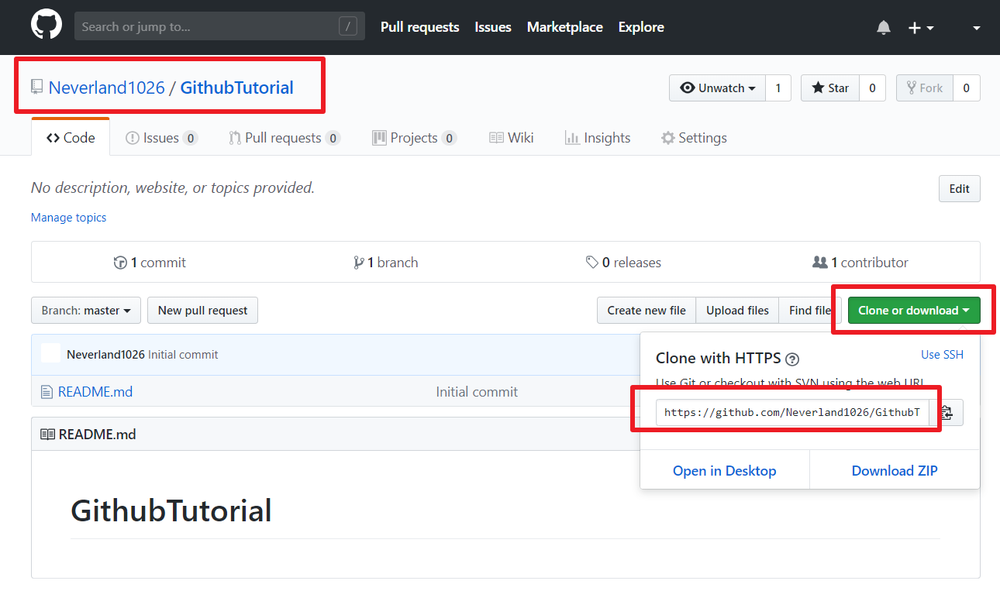 Search or jump to... / Pull requests Issues Marketplace Explore
Neverland1026 / GithubTutorial
Unwatch 1 Star 0 Fork 0
Code Issues 0 Pull requests 0 Projects 0 Wiki Insights Settings
No description, website, or topics provided.
Edit
Manage topics
1 commit 1 branch 0 releases 1 contributor
Branch: master New pull request Create new file Upload files Find file Clone or download
Neverland1026 Initial commit
README.md Initial commit
Clone with HTTPS ? Use SSH
Use Git or checkout with SVN using the web URL.
https://github.com/Neverland1026/GithubT
Open in Desktop Download ZIP
README.md
GithubTutorial